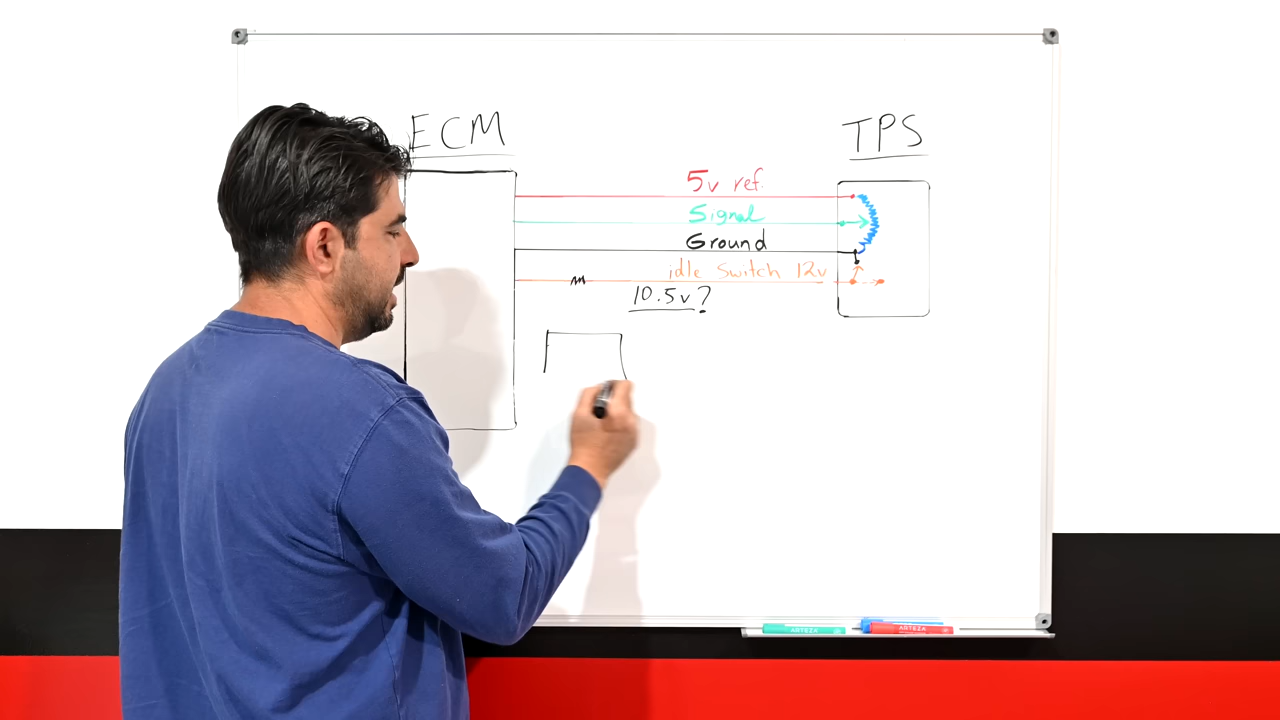 ECM
TPS
5v ref.
Signal
Ground
idle Switch 12v
10.5v?
ARTEZA
ARTEZA